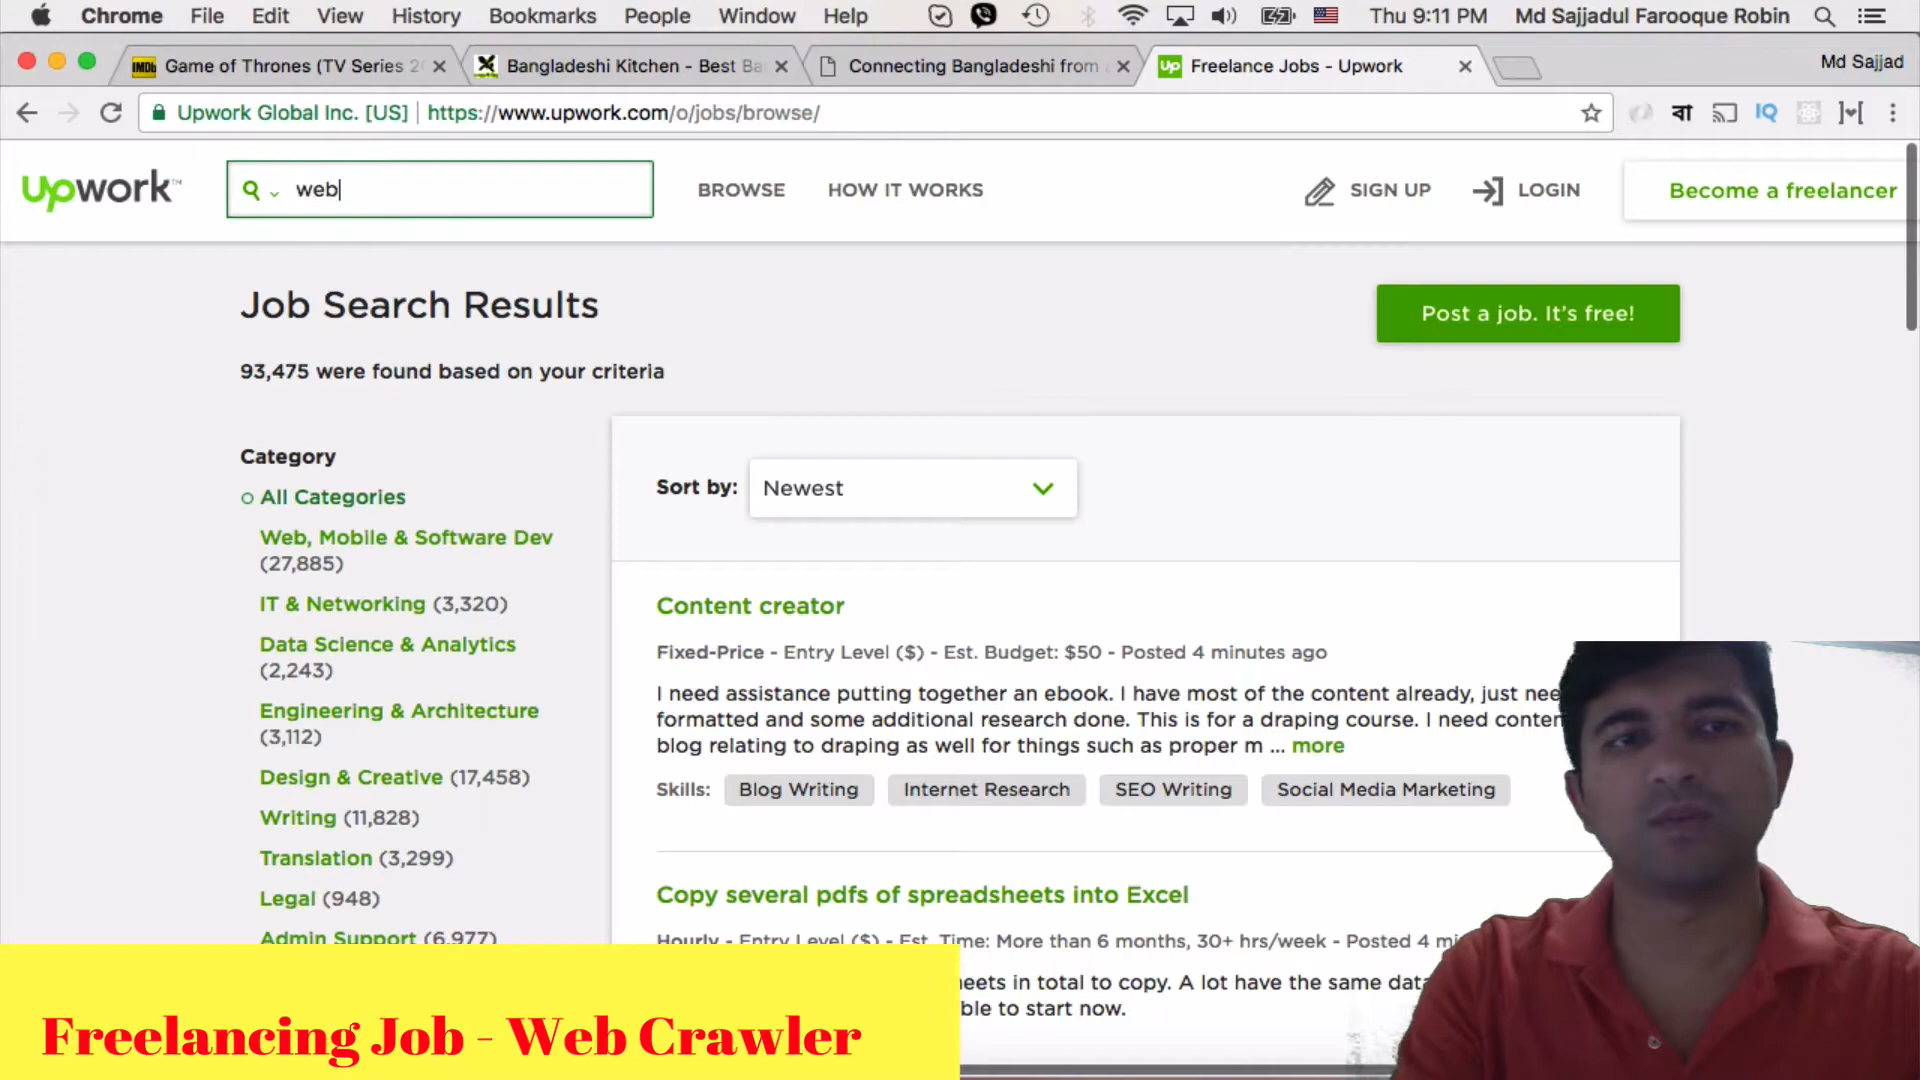 Chrome File Edit View History Bookmarks People Window Help Thu 9:11 PM Md Sajjadul Farooque Robin
IMDb Game of Thrones (TV Series 2 Bangladeshi Kitchen - Best Ba Connecting Bangladeshi from Up Freelance Jobs - Upwork Md Sajjad
Upwork Global Inc. [US] | https://www.upwork.com/o/jobs/browse/ বা IQ
upwork™ web BROWSE HOW IT WORKS SIGN UP LOGIN Become a freelancer
Job Search Results
Post a job. It's free!
93,475 were found based on your criteria
Category
All Categories
Web, Mobile & Software Dev
(27,885)
IT & Networking (3,320)
Data Science & Analytics
(2,243)
Engineering & Architecture
(3,112)
Design & Creative (17,458)
Writing (11,828)
Translation (3,299)
Legal (948)
Admin Support (6,977)
Sort by: Newest
Content creator
Fixed-Price - Entry Level ($) - Est. Budget: $50 - Posted 4 minutes ago
I need assistance putting together an ebook. I have most of the content already, just
formatted and some additional research done. This is for a draping course. I need
blog relating to draping as well for things such as proper m ... more
Skills: Blog Writing Internet Research SEO Writing Social Media Marketing
Copy several pdfs of spreadsheets into Excel
Hourly - Entry Level ($) - Est. Time: More than 6 months, 30+ hrs/week - Posted 4
in total to copy. A lot have the same
to start now.
Freelancing Job - Web Crawler